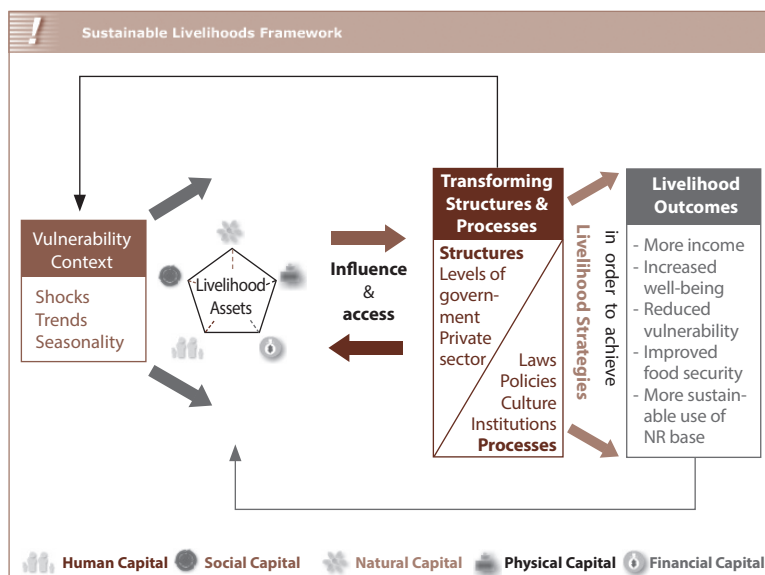 !
Sustainable Livelihoods Framework
Vulnerability
Context
Shocks
Trends
Seasonality
Livelihood
Assets
Influence
&
access
Transforming
Structures &
Processes
Structures
Levels of
govern-
ment
Private
sector
Laws
Policies
Culture
Institutions
Processes
Livelihood Strategies
in order to achieve
Livelihood
Outcomes
- More income
- Increased
well-being
- Reduced
vulnerability
- Improved
food security
- More sustain-
able use of
NR base
Human Capital Social Capital Natural Capital Physical Capital Financial Capital